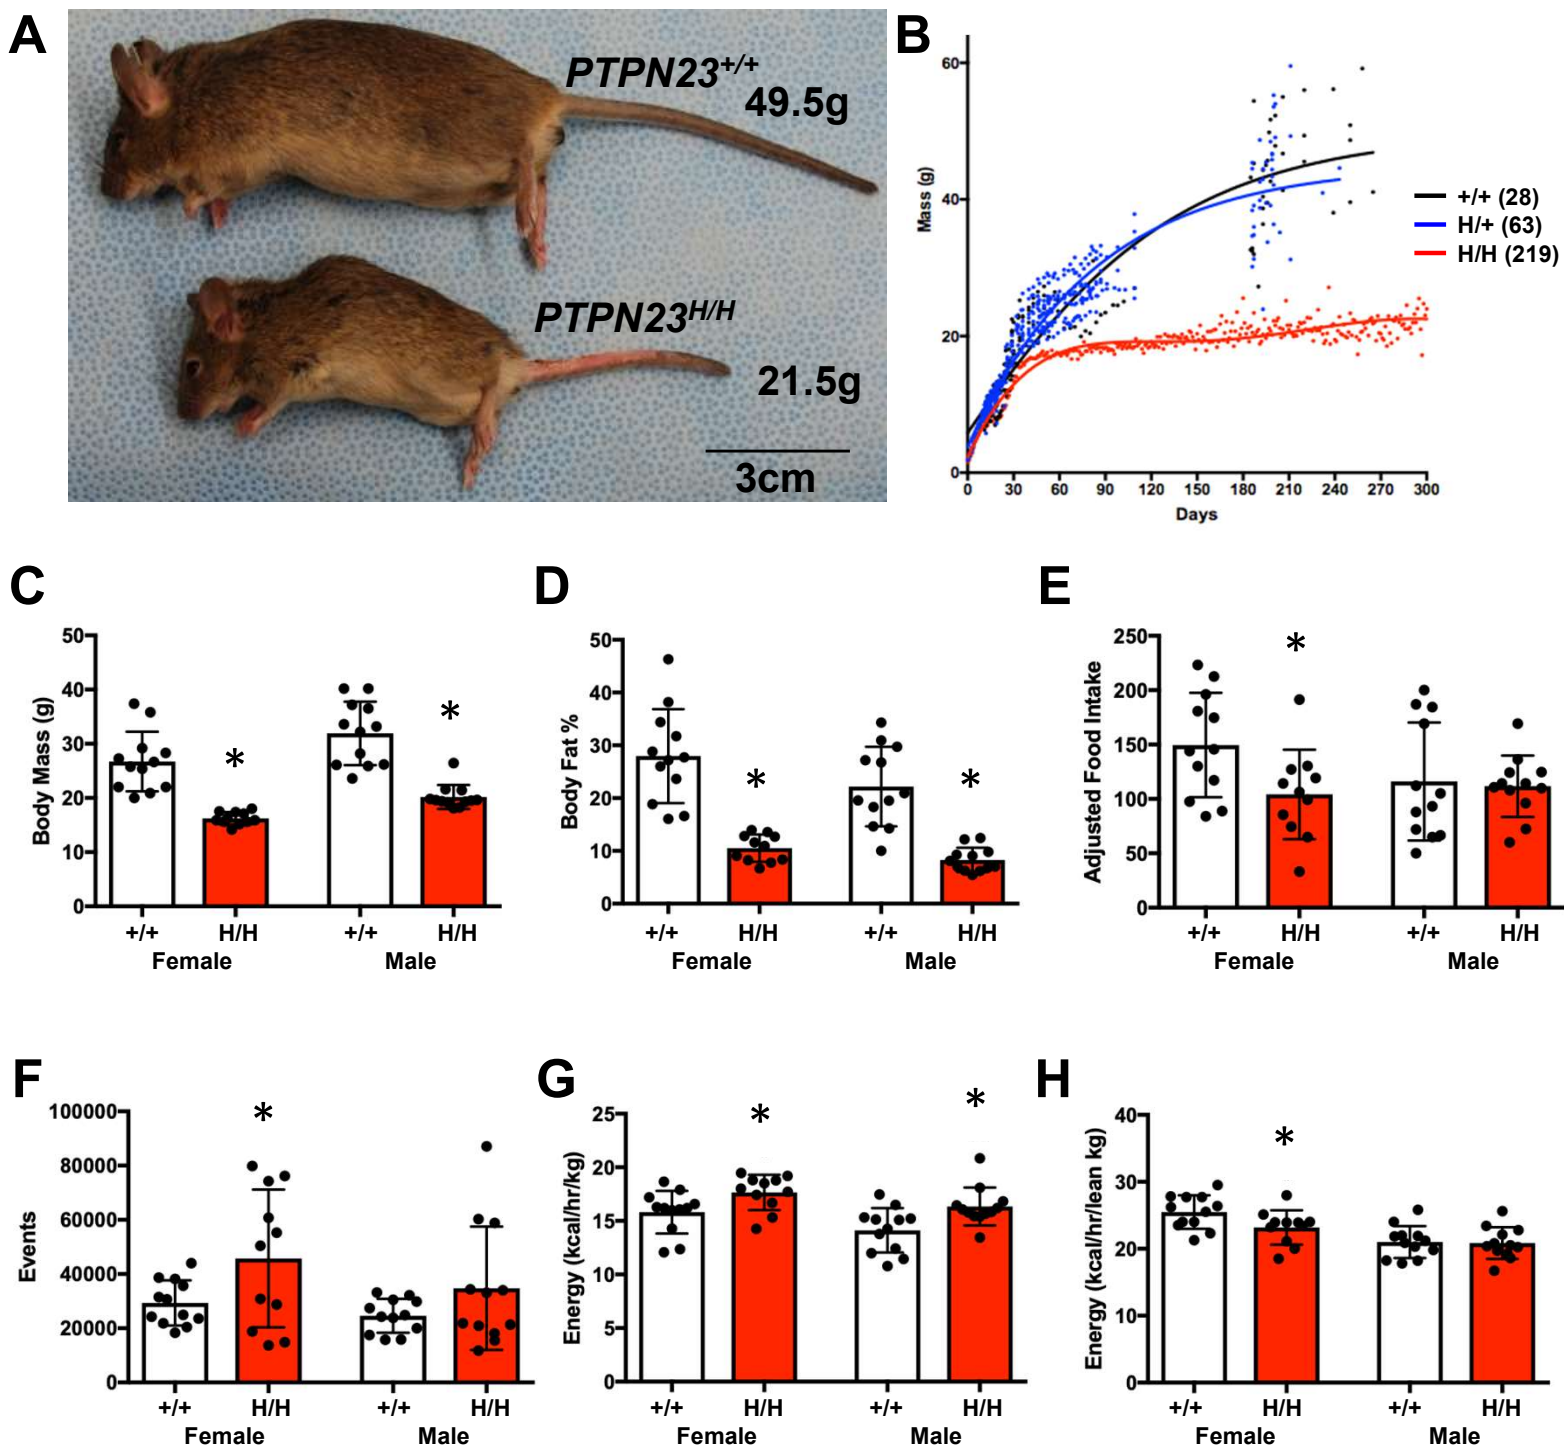 A
PTPN23+/+
49.5g
PTPN23H/H
21.5g
3cm
B
Mass (g)
60
40
20
0
0 30 60 90 120 150 180 210 240 270 300
Days
+/+ (28)
H/+ (63)
H/H (219)
C
Body Mass (g)
50
40
30
20
10
0
* *
+/+ H/H +/+ H/H
Female Male
D
Body Fat %
50
40
30
20
10
0
* *
+/+ H/H +/+ H/H
Female Male
E
Adjusted Food Intake
250
200
150
100
50
0
*
+/+ H/H +/+ H/H
Female Male
F
Events
100000
80000
60000
40000
20000
0
*
+/+ H/H +/+ H/H
Female Male
G
Energy (kcal/hr/kg)
25
20
15
10
5
0
* *
+/+ H/H +/+ H/H
Female Male
H
Energy (kcal/hr/lean kg)
40
30
20
10
0
*
+/+ H/H +/+ H/H
Female Male